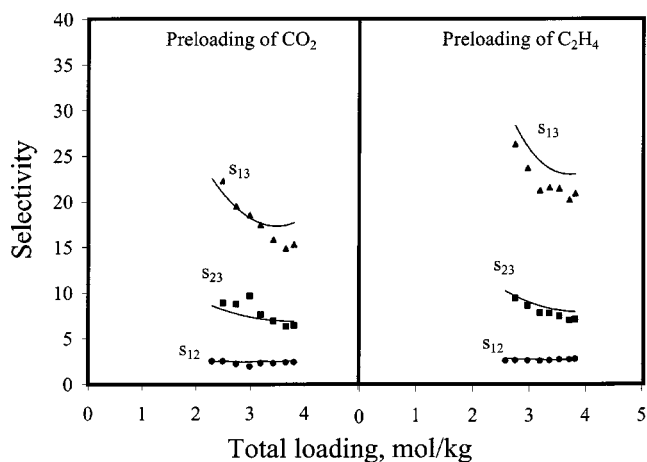 Preloading of CO2 Preloading of C2H4
Selectivity
40
35
30
25
20
15
10
5
0
s13
s23
s12
s13
s23
s12
0 1 2 3 4 0 1 2 3 4 5
Total loading, mol/kg